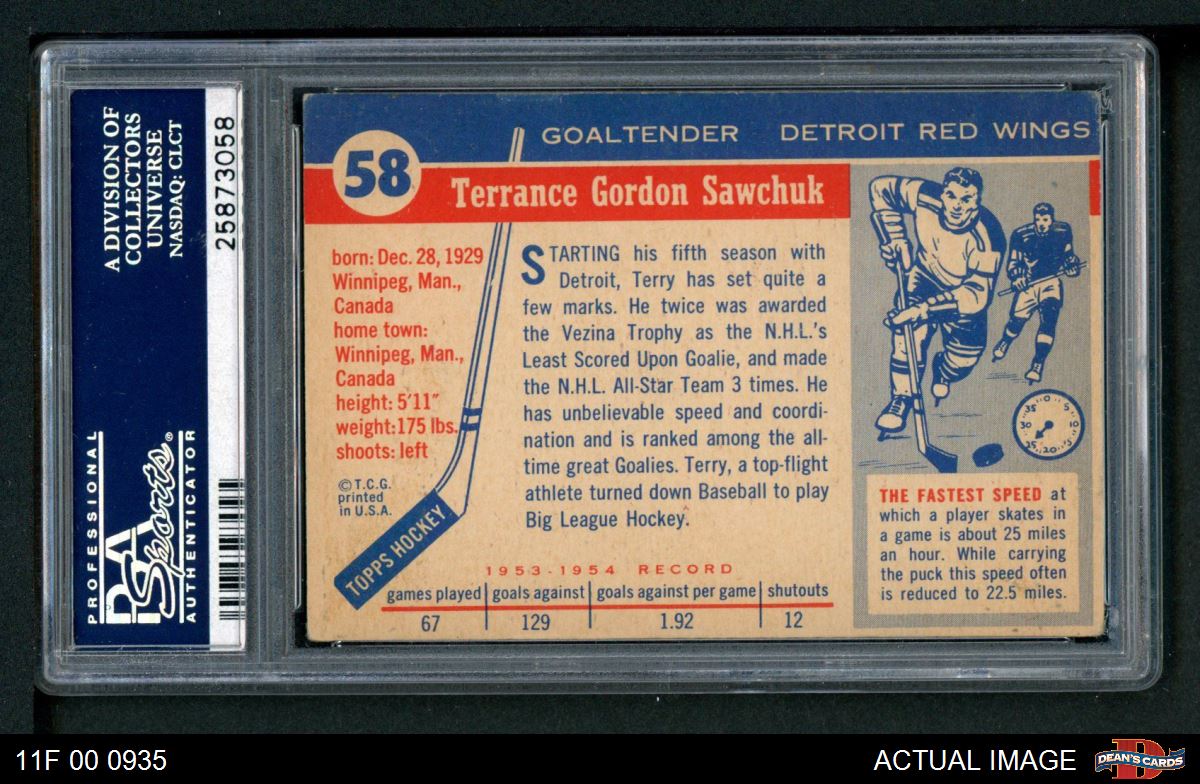 A DIVISION OF
COLLECTORS
UNIVERSE
NASDAQ: CLCT
25873058
PROFESSIONAL
PSA
Sports®
AUTHENTICATOR
GOALTENDER DETROIT RED WINGS
58
Terrance Gordon Sawchuk
born: Dec. 28, 1929
Winnipeg, Man.,
Canada
home town:
Winnipeg, Man.,
Canada
height: 5'11"
weight:175 lbs.
shoots: left
©T.C.G.
printed
in U.S.A.
TOPPS HOCKEY
STARTING his fifth season with
Detroit, Terry has set quite a
few marks. He twice was awarded
the Vezina Trophy as the N.H.L.'s
Least Scored Upon Goalie, and made
the N.H.L. All-Star Team 3 times. He
has unbelievable speed and coordi-
nation and is ranked among the all-
time great Goalies. Terry, a top-flight
athlete turned down Baseball to play
Big League Hockey.
1953-1954 RECORD
games played goals against goals against per game shutouts
67 129 1.92 12
0
5
10
15
20
25
30
35
THE FASTEST SPEED at
which a player skates in
a game is about 25 miles
an hour. While carrying
the puck this speed often
is reduced to 22.5 miles.
11F 00 0935
ACTUAL IMAGE
DEAN'S CARDS